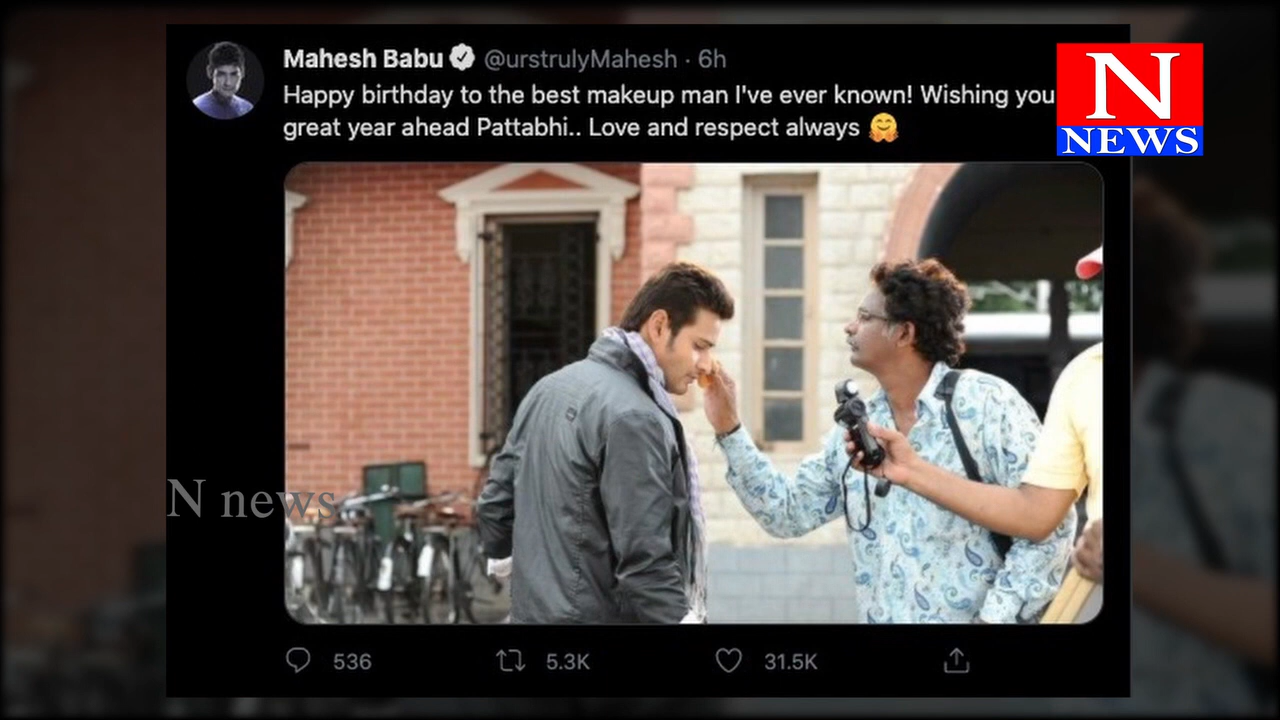 Mahesh Babu @urstrulyMahesh · 6h
Happy birthday to the best makeup man I've ever known! Wishing you
great year ahead Pattabhi.. Love and respect always 🤗
N
NEWS
N news
536 5.3K 31.5K